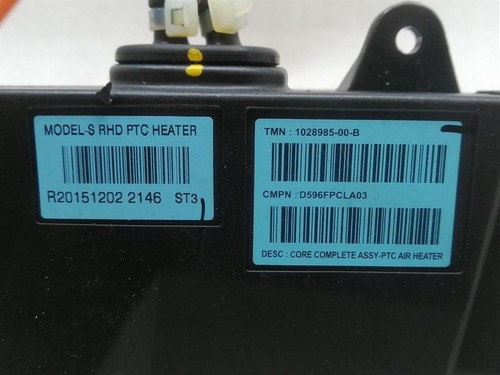 MODEL-S RHD PTC HEATER
R20151202 2146 ST3
TMN : 1028985-00-B
CMPN : D596FPCLA03
DESC : CORE COMPLETE ASSY-PTC AIR HEATER